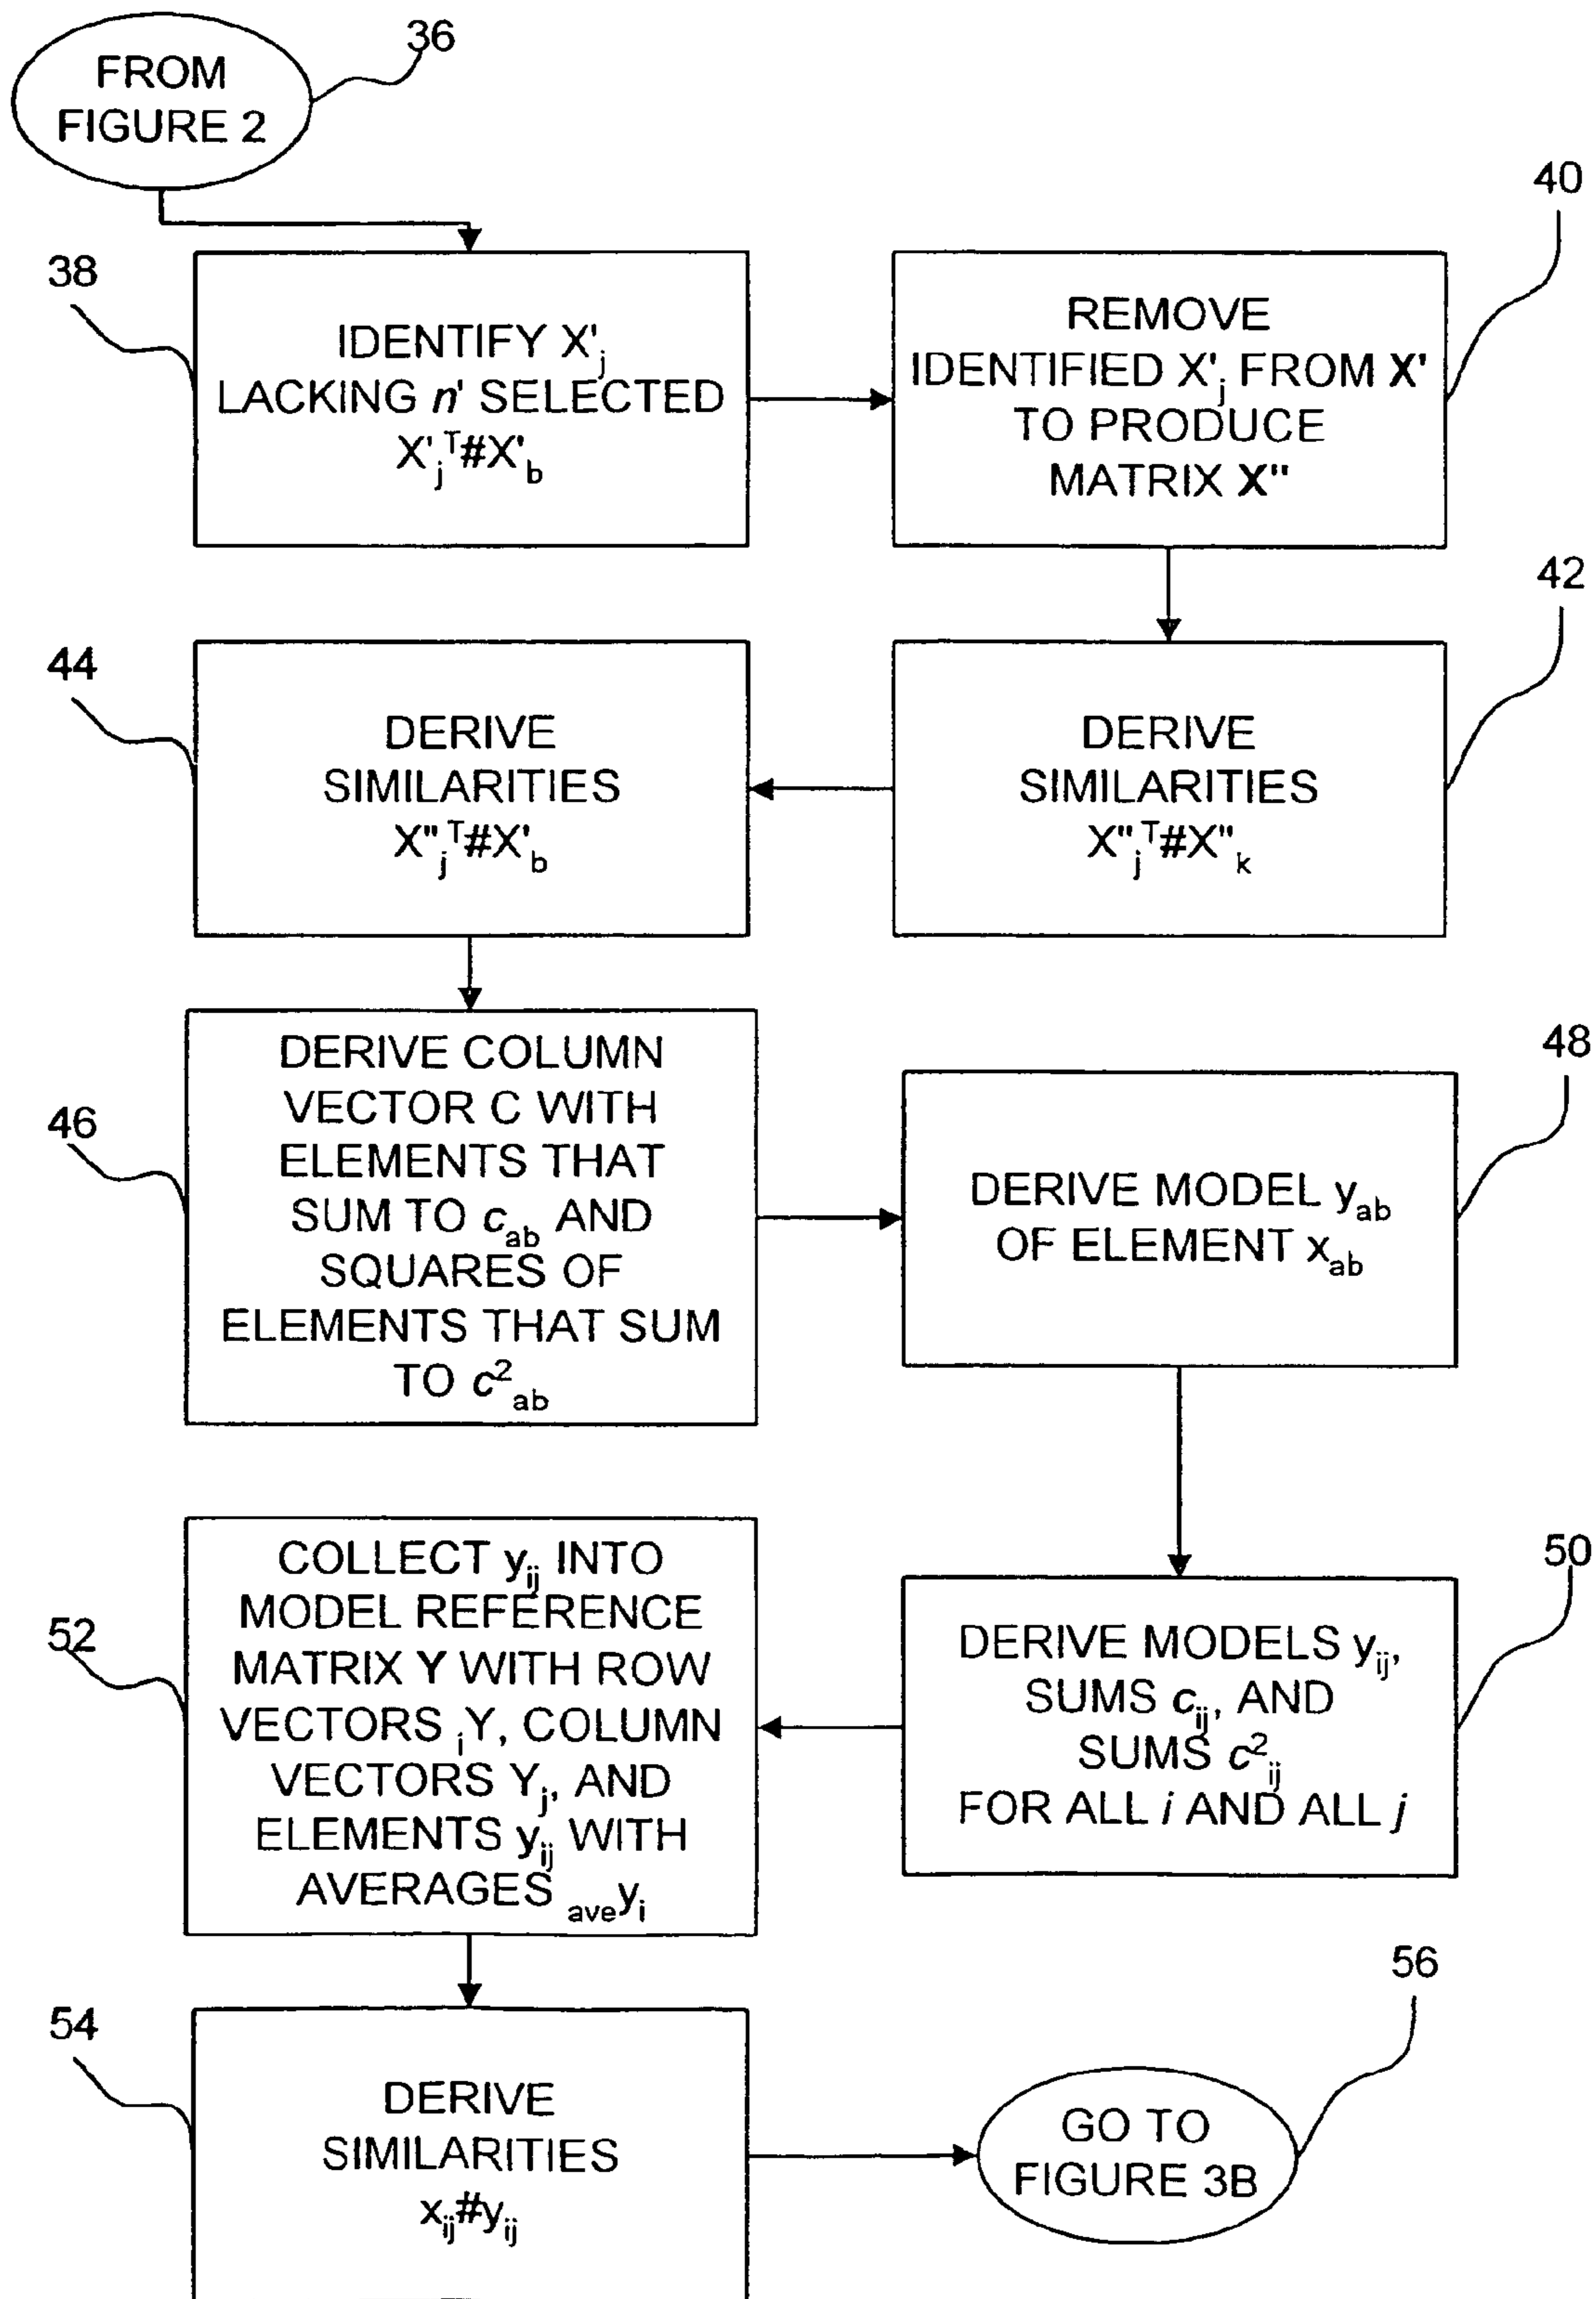 FROM
FIGURE 2
36
38
IDENTIFY X'j
LACKING n' SELECTED
X'jT#X'b
40
REMOVE
IDENTIFIED X'j FROM X'
TO PRODUCE
MATRIX X"
44
DERIVE
SIMILARITIES
X"jT#X'b
42
DERIVE
SIMILARITIES
X"jT#X"k
46
DERIVE COLUMN
VECTOR C WITH
ELEMENTS THAT
SUM TO cab AND
SQUARES OF
ELEMENTS THAT SUM
TO c2ab
48
DERIVE MODEL yab
OF ELEMENT xab
52
COLLECT yij INTO
MODEL REFERENCE
MATRIX Y WITH ROW
VECTORS iY, COLUMN
VECTORS Yj, AND
ELEMENTS yij WITH
AVERAGES aveyi
50
DERIVE MODELS yij,
SUMS cij, AND
SUMS c2ij
FOR ALL i AND ALL j
54
DERIVE
SIMILARITIES
xij#yij
56
GO TO
FIGURE 3B